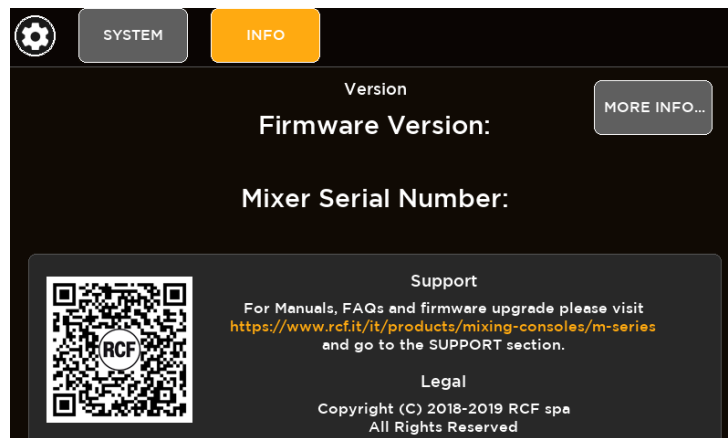 SYSTEM
INFO
Version
MORE INFO...
Firmware Version:
Mixer Serial Number:
Support
For Manuals, FAQs and firmware upgrade please visit
https://www.rcf.it/it/products/mixing-consoles/m-series
and go to the SUPPORT section.
RCF
Legal
Copyright (C) 2018-2019 RCF spa
All Rights Reserved